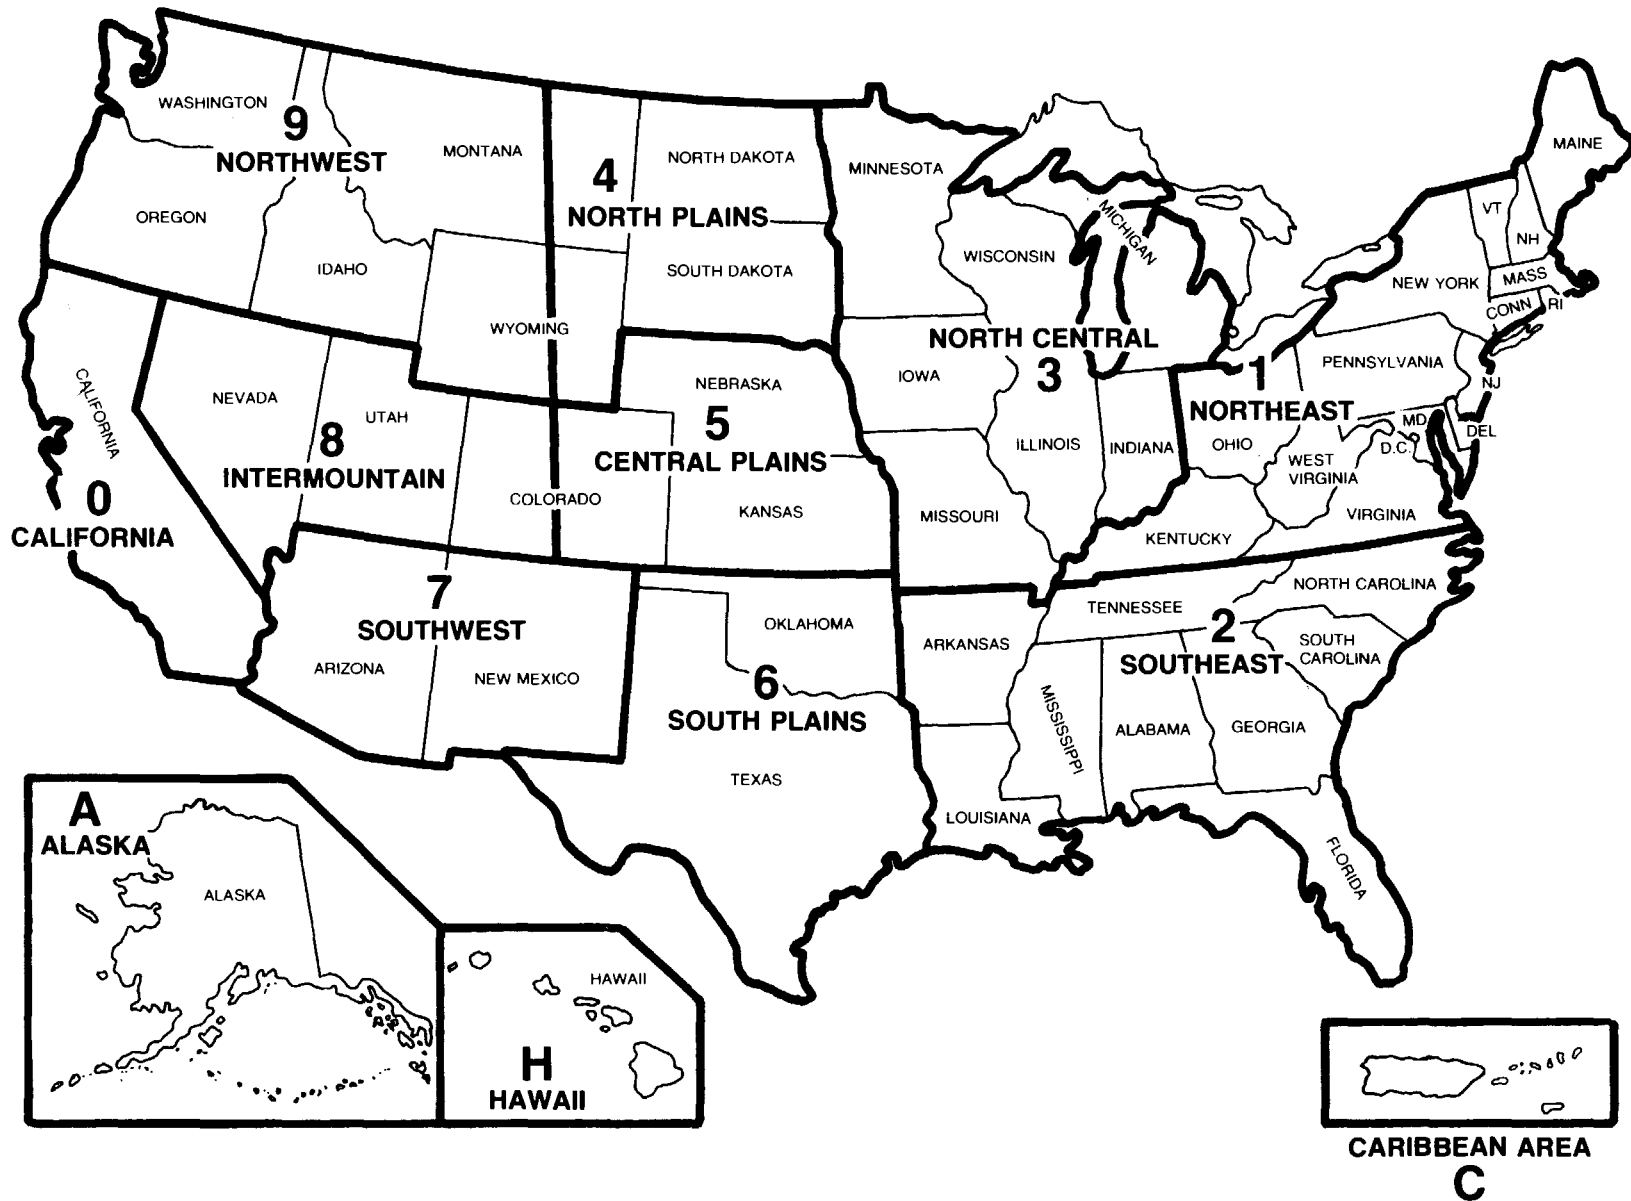 WASHINGTON
9
NORTHWEST
MONTANA
OREGON
IDAHO
WYOMING
4
NORTH PLAINS
NORTH DAKOTA
SOUTH DAKOTA
MINNESOTA
WISCONSIN
MICHIGAN
NORTH CENTRAL
3
IOWA
ILLINOIS
INDIANA
MISSOURI
MAINE
VT
NH
NEW YORK
MASS
CONN
RI
PENNSYLVANIA
NJ
1
NORTHEAST
OHIO
MD
DEL
D.C.
WEST
VIRGINIA
VIRGINIA
KENTUCKY
CALIFORNIA
0
CALIFORNIA
NEVADA
UTAH
8
INTERMOUNTAIN
COLORADO
NEBRASKA
5
CENTRAL PLAINS
KANSAS
7
SOUTHWEST
ARIZONA
NEW MEXICO
OKLAHOMA
6
SOUTH PLAINS
TEXAS
ARKANSAS
LOUISIANA
TENNESSEE
NORTH CAROLINA
2
SOUTHEAST
SOUTH
CAROLINA
MISSISSIPPI
ALABAMA
GEORGIA
FLORIDA
A
ALASKA
ALASKA
HAWAII
H
HAWAII
CARIBBEAN AREA
C